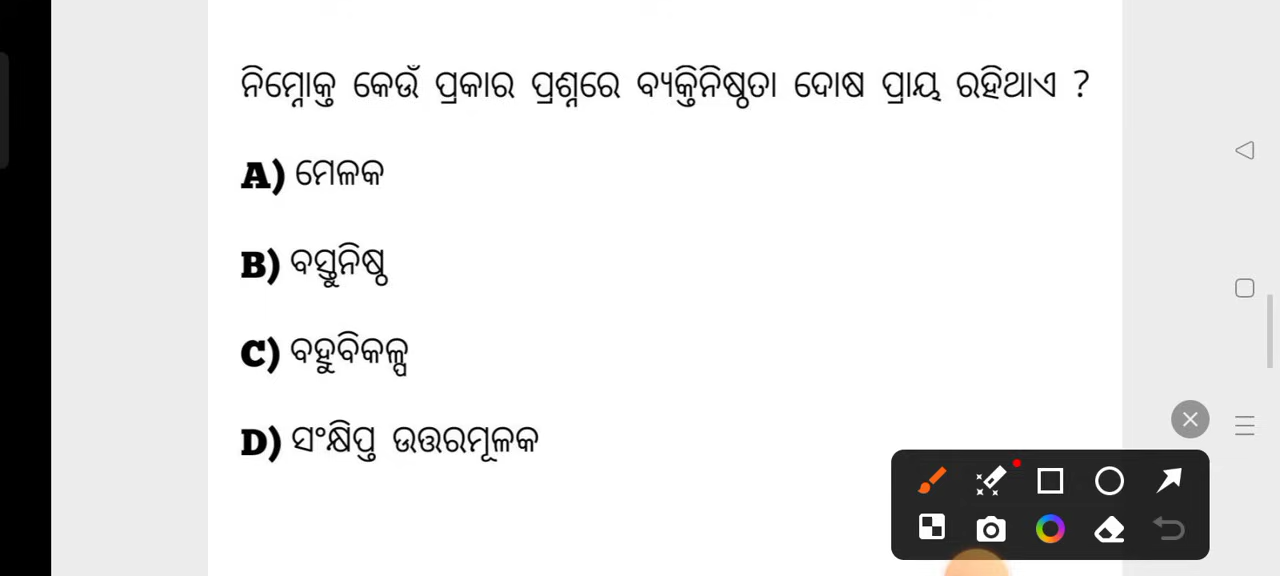 ନିମ୍ନୋକ୍ତ କେଉଁ ପ୍ରକାର ପ୍ରଶ୍ନରେ ବ୍ୟକ୍ତିନିଷ୍ଠତା ଦୋଷ ପ୍ରାୟ ରହିଥାଏ ?
A) ମେଳକ
B) ବସ୍ତୁନିଷ୍ଠ
C) ବହୁବିକଳ୍ପ
D) ସଂକ୍ଷିପ୍ତ ଉତ୍ତରମୂଳକ